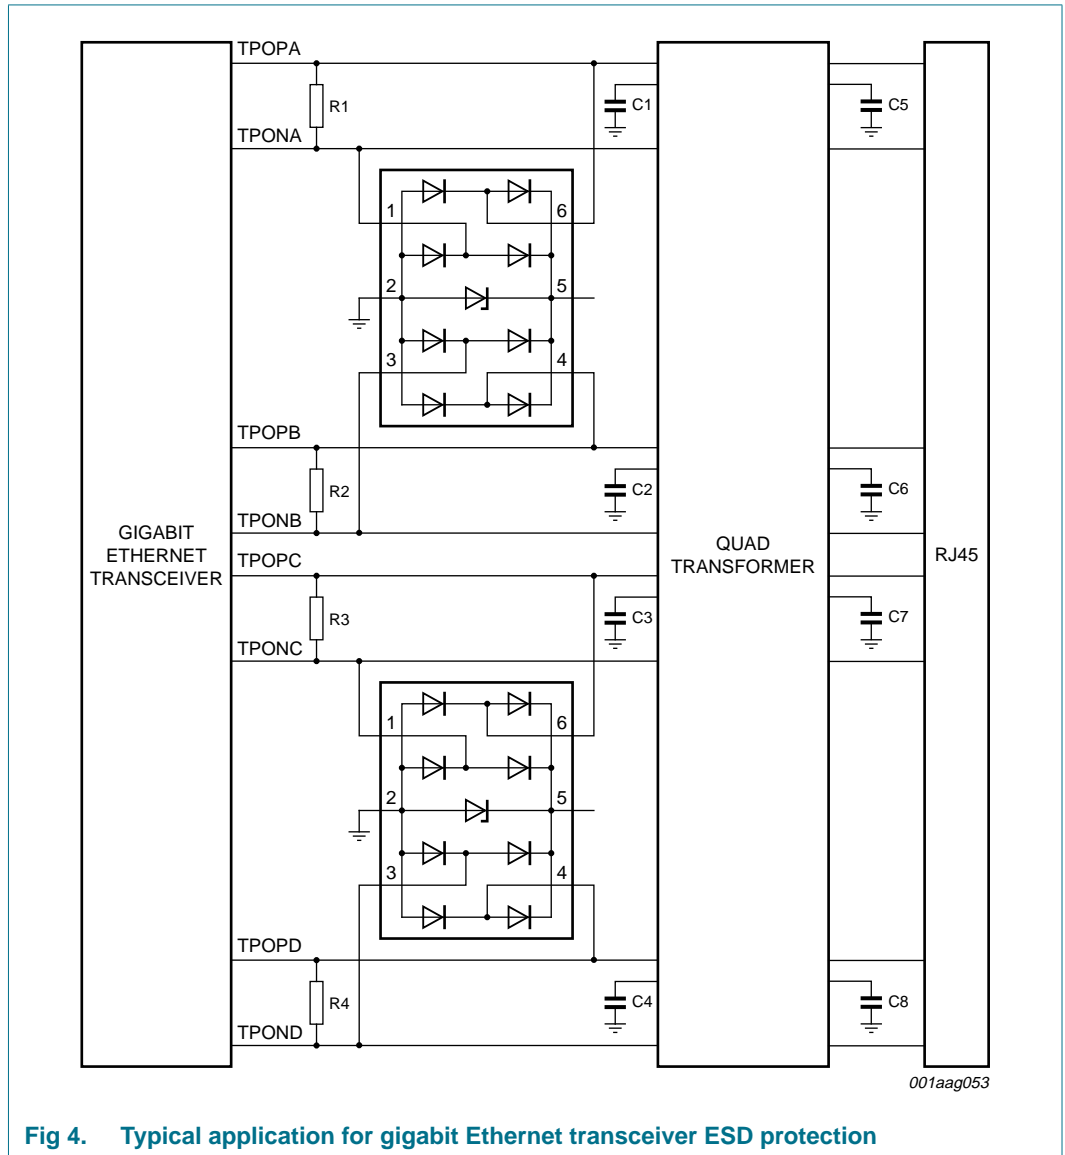 TPOPA
R1
C1
C5
TPONA
1
6
2
5
3
4
TPOPB
R2
C2
C6
TPONB
GIGABIT
ETHERNET
TRANSCEIVER
QUAD
TRANSFORMER
RJ45
TPOPC
R3
C3
C7
TPONC
1
6
2
5
3
4
TPOPD
R4
C4
C8
TPOND
001aag053
Fig 4. Typical application for gigabit Ethernet transceiver ESD protection